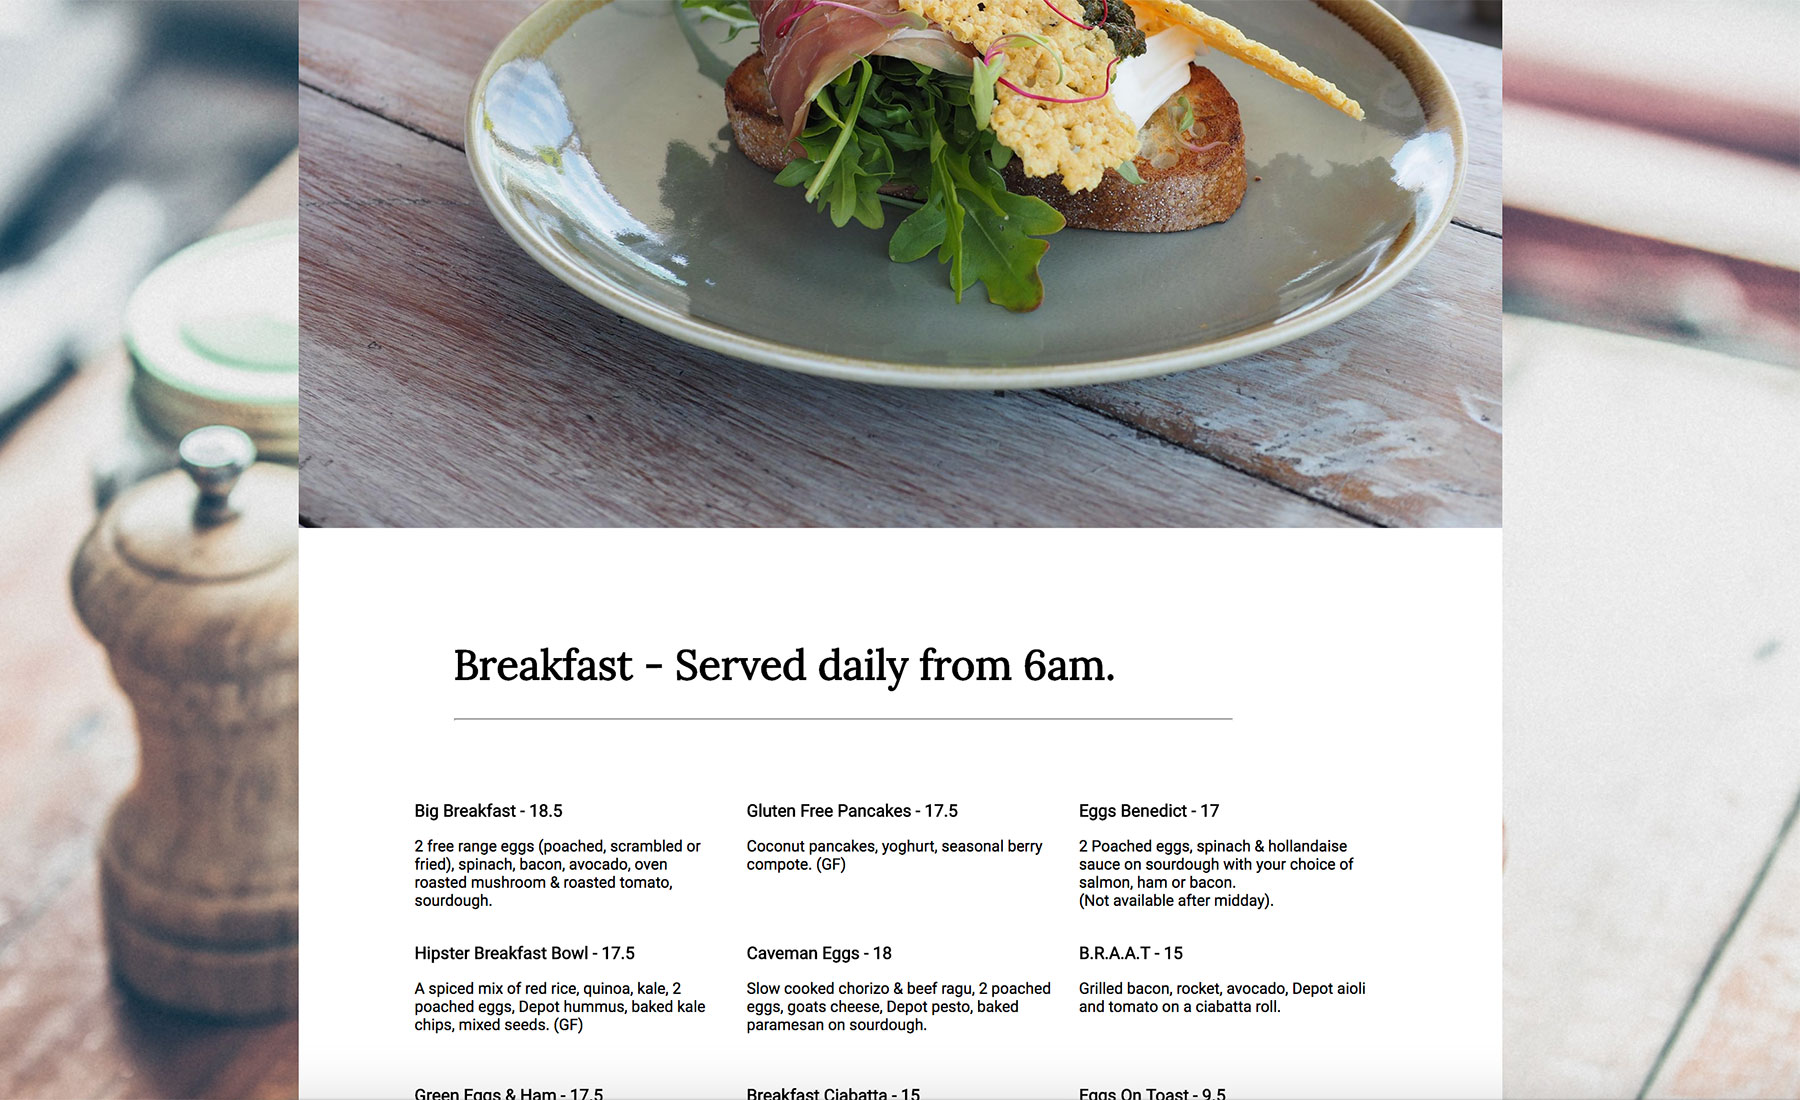 Breakfast - Served daily from 6am.
Big Breakfast - 18.5
2 free range eggs (poached, scrambled or
fried), spinach, bacon, avocado, oven
roasted mushroom & roasted tomato,
sourdough.
Gluten Free Pancakes - 17.5
Coconut pancakes, yoghurt, seasonal berry
compote. (GF)
Eggs Benedict - 17
2 Poached eggs, spinach & hollandaise
sauce on sourdough with your choice of
salmon, ham or bacon.
(Not available after midday).
Hipster Breakfast Bowl - 17.5
A spiced mix of red rice, quinoa, kale, 2
poached eggs, Depot hummus, baked kale
chips, mixed seeds. (GF)
Caveman Eggs - 18
Slow cooked chorizo & beef ragu, 2 poached
eggs, goats cheese, Depot pesto, baked
paramesan on sourdough.
B.R.A.A.T - 15
Grilled bacon, rocket, avocado, Depot aioli
and tomato on a ciabatta roll.
Green Eggs & Ham - 17.5
Breakfast Ciabatta - 15
Eggs On Toast - 9.5